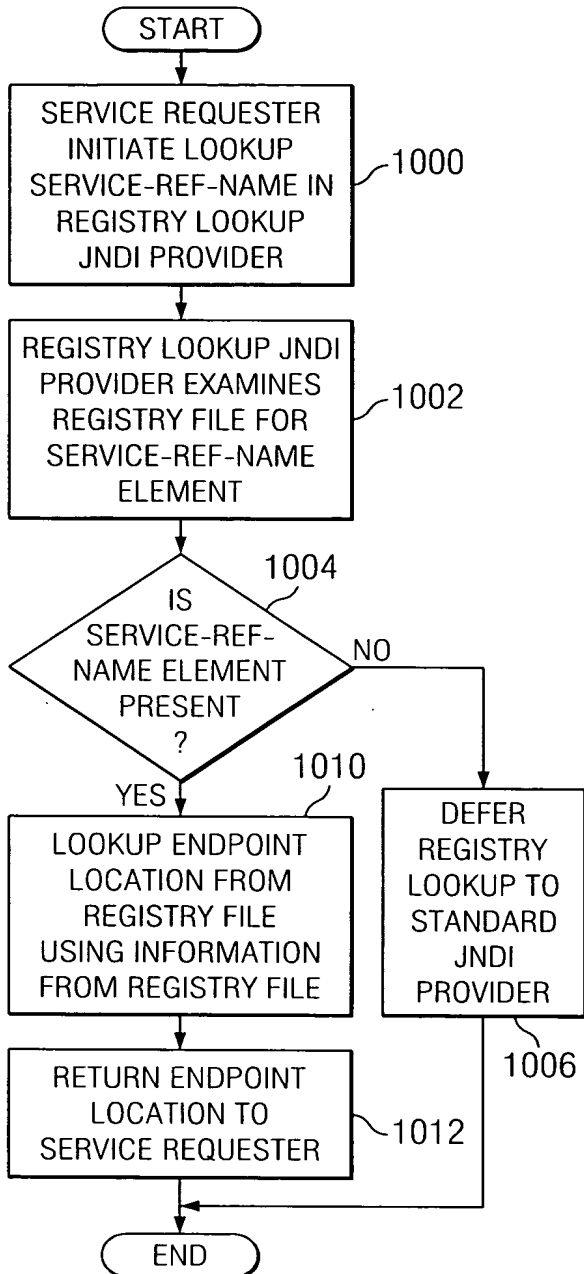 START
SERVICE REQUESTER
INITIATE LOOKUP
SERVICE-REF-NAME IN
REGISTRY LOOKUP
JNDI PROVIDER
1000
REGISTRY LOOKUP JNDI
PROVIDER EXAMINES
REGISTRY FILE FOR
SERVICE-REF-NAME
ELEMENT
1002
1004
IS
SERVICE-REF-
NAME ELEMENT
PRESENT
?
NO
YES
1010
LOOKUP ENDPOINT
LOCATION FROM
REGISTRY FILE
USING INFORMATION
FROM REGISTRY FILE
DEFER
REGISTRY
LOOKUP TO
STANDARD
JNDI
PROVIDER
1006
RETURN ENDPOINT
LOCATION TO
SERVICE REQUESTER
1012
END